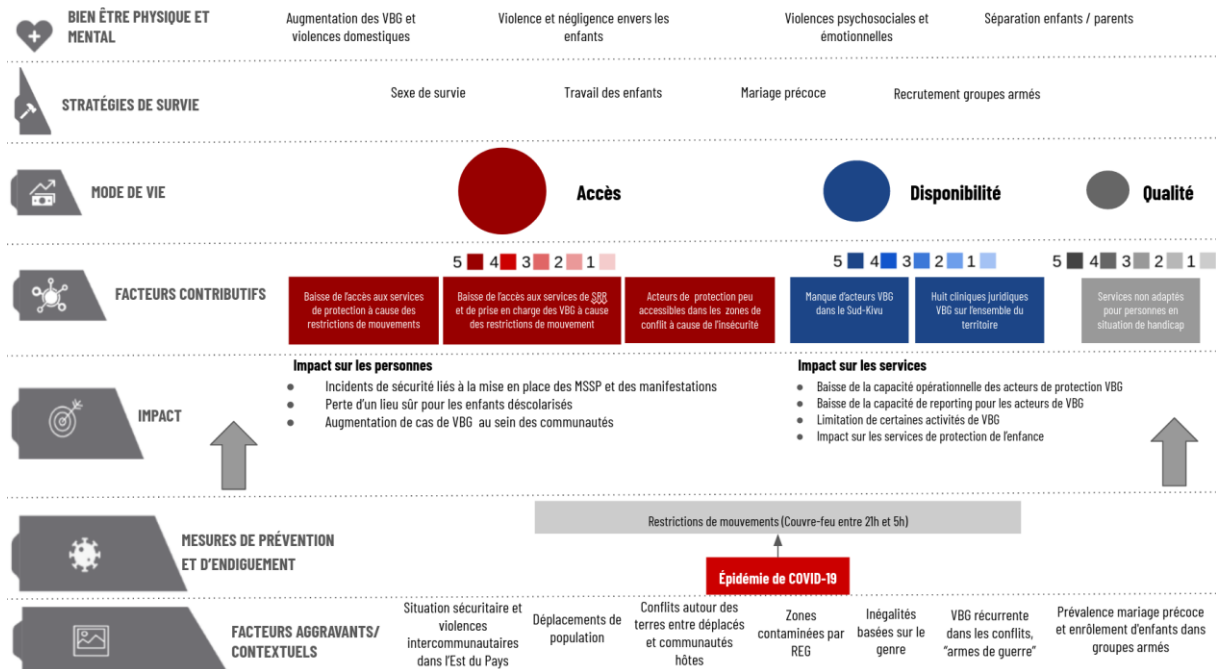 BIEN ÊTRE PHYSIQUE ET
MENTAL
Augmentation des VBG et
violences domestiques
Violence et négligence envers les
enfants
Violences psychosociales et
émotionnelles
Séparation enfants / parents
STRATÉGIES DE SURVIE
Sexe de survie
Travail des enfants
Mariage précoce
Recrutement groupes armés
MODE DE VIE
Accès
Disponibilité
Qualité
FACTEURS CONTRIBUTIFS
5 4 3 2 1
5 4 3 2 1
5 4 3 2 1
Baisse de l'accès aux services
de protection à cause des
restrictions de mouvements
Baisse de l'accès aux services de SBB
et de prise en charge des VBG à cause
des restrictions de mouvement
Acteurs de protection peu
accessibles dans les zones de
conflit à cause de l'insécurité
Manque d'acteurs VBG
dans le Sud-Kivu
Huit cliniques juridiques
VBG sur l'ensemble du
territoire
Services non adaptés
pour personnes en
situation de handicap
IMPACT
Impact sur les personnes
● Incidents de sécurité liés à la mise en place des MSSP et des manifestations
● Perte d'un lieu sûr pour les enfants déscolarisés
● Augmentation de cas de VBG au sein des communautés
Impact sur les services
● Baisse de la capacité opérationnelle des acteurs de protection VBG
● Baisse de la capacité de reporting pour les acteurs de VBG
● Limitation de certaines activités de VBG
● Impact sur les services de protection de l'enfance
MESURES DE PRÉVENTION
ET D'ENDIGUEMENT
Restrictions de mouvements (Couvre-feu entre 21h et 5h)
Épidémie de COVID-19
FACTEURS AGGRAVANTS/
CONTEXTUELS
Situation sécuritaire et
violences
intercommunautaires
dans l'Est du Pays
Déplacements de
population
Conflits autour des
terres entre déplacés
et communautés
hôtes
Zones
contaminées par
REG
Inégalités
basées sur le
genre
VBG récurrente
dans les conflits,
"armes de guerre"
Prévalence mariage précoce
et enrôlement d'enfants dans
groupes armés